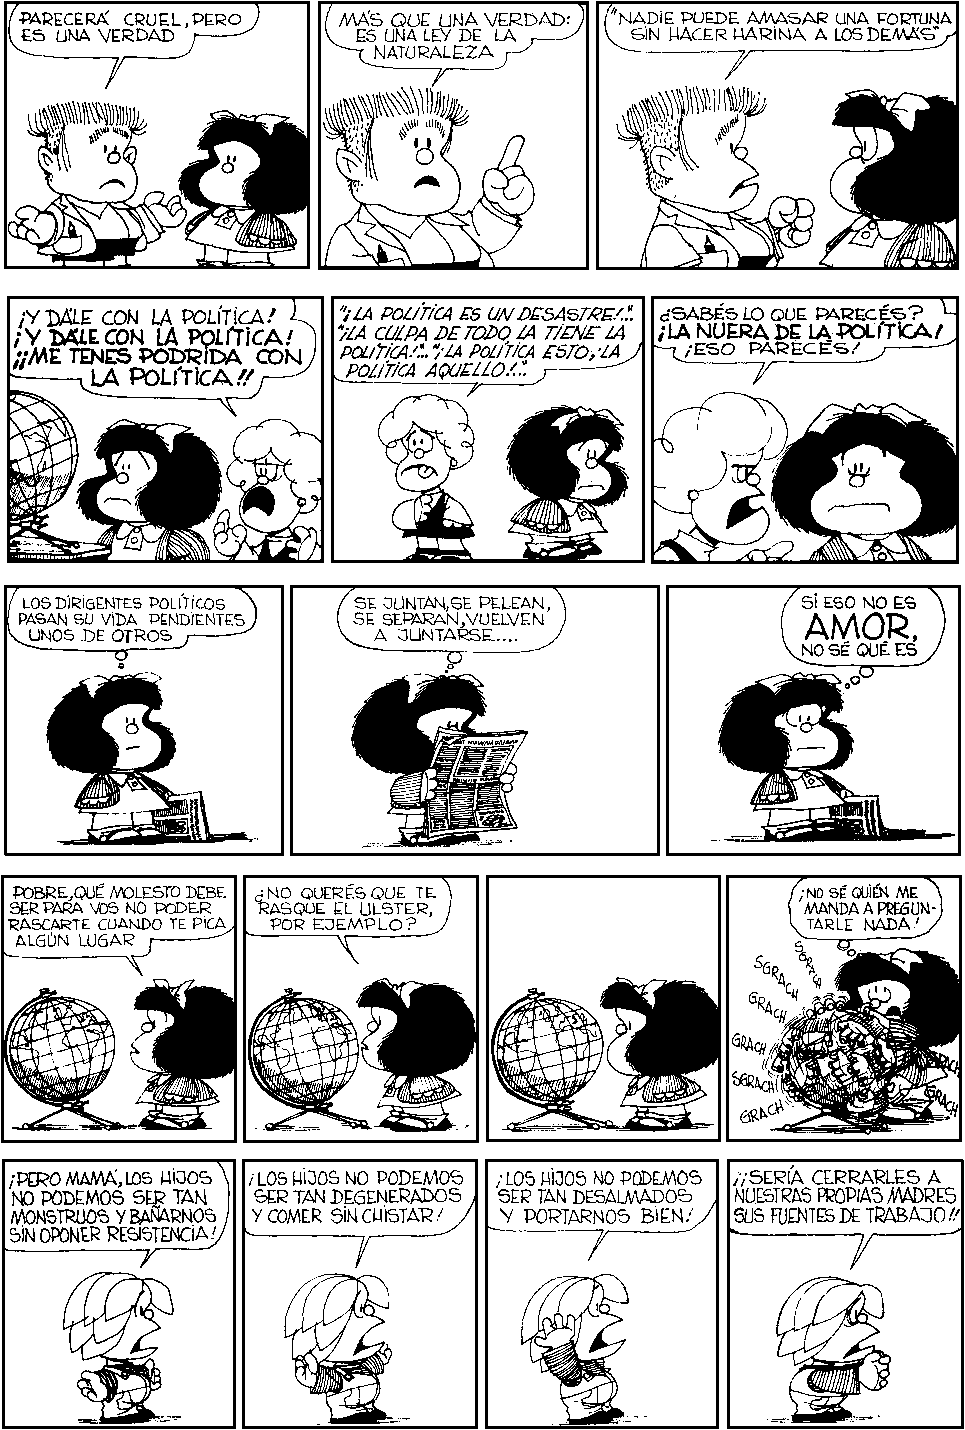 PARECERÁ CRUEL, PERO
ES UNA VERDAD
MÁS QUE UNA VERDAD:
ES UNA LEY DE LA
NATURALEZA
"NADIE PUEDE AMASAR UNA FORTUNA
SIN HACER HARINA A LOS DEMÁS"
¡Y DÁLE CON LA POLÍTICA!
¡Y DÁLE CON LA POLÍTICA!
¡¡ME TENES PODRIDA CON
LA POLÍTICA!!
"¡LA POLÍTICA ES UN DESASTRE!".
"¡LA CULPA DE TODO LA TIENE LA
POLÍTICA!".. "¡LA POLÍTICA ESTO, LA
POLÍTICA AQUELLO!"..
¿SABÉS LO QUE PARECÉS?
¡LA NUERA DE LA POLÍTICA!
¡ESO PARECÉS!
LOS DIRIGENTES POLÍTICOS
PASAN SU VIDA PENDIENTES
UNOS DE OTROS
SE JUNTAN, SE PELEAN,
SE SEPARAN, VUELVEN
A JUNTARSE....
SI ESO NO ES
AMOR,
NO SÉ QUÉ ES
POBRE, QUÉ MOLESTO DEBE
SER PARA VOS NO PODER
RASCARTE CUANDO TE PICA
ALGÚN LUGAR
¿NO QUERÉS QUE TE
RASQUE EL ULSTER,
POR EJEMPLO?
¡NO SÉ QUIÉN ME
MANDA A PREGUN-
TARLE NADA!
SGRACH
SGRACH
GRACH
GRACH
SGRACH
GRACH
SGRACH
GRACH
¡PERO MAMÁ, LOS HIJOS
NO PODEMOS SER TAN
MONSTRUOS Y BAÑARNOS
SIN OPONER RESISTENCIA!
¡LOS HIJOS NO PODEMOS
SER TAN DEGENERADOS
Y COMER SIN CHISTAR!
¡LOS HIJOS NO PODEMOS
SER TAN DESALMADOS
Y PORTARNOS BIEN!
¡¡SERÍA CERRARLES A
NUESTRAS PROPIAS MADRES
SUS FUENTES DE TRABAJO!!